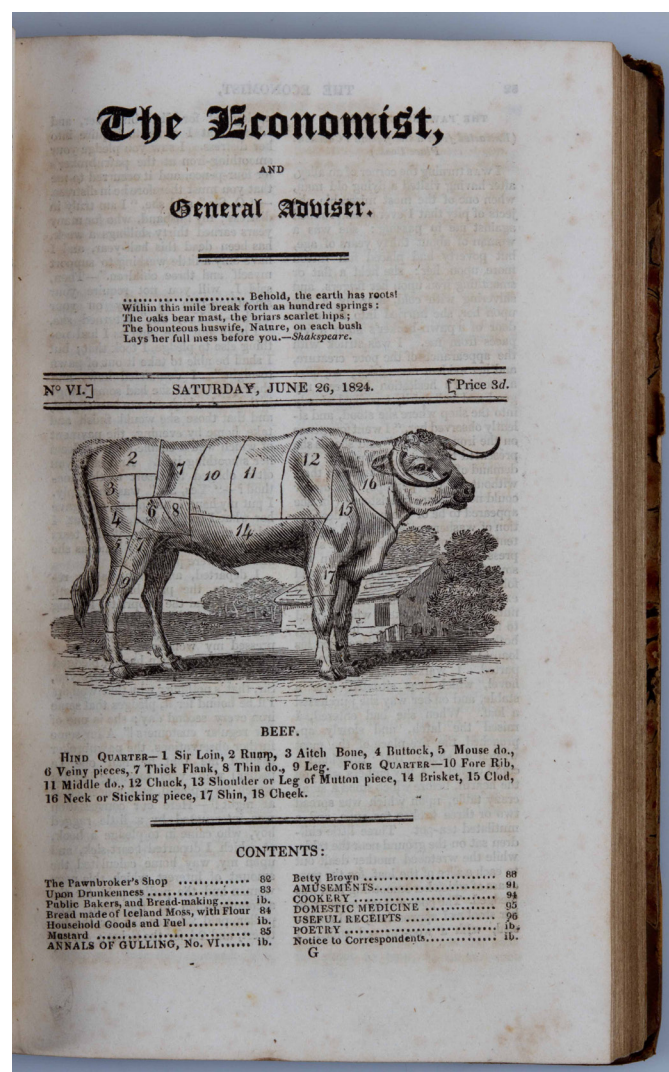 The Economist,
AND
General Adviser.
........................ Behold, the earth has roots!
Within this mile break forth an hundred springs:
The oaks bear mast, the briars scarlet hips;
The bounteous huswife, Nature, on each bush
Lays her full mess before you.—Shakspeare.
No VI.] SATURDAY, JUNE 26, 1824. [Price 3d.
2 7 10 11 12 16
3 6 8 15
4 14
5 7
9 17
BEEF.
HIND QUARTER—1 Sir Loin, 2 Rump, 3 Aitch Bone, 4 Buttock, 5 Mouse do.,
6 Veiny pieces, 7 Thick Flank, 8 Thin do., 9 Leg. FORE QUARTER—10 Fore Rib,
11 Middle do., 12 Chuck, 13 Shoulder or Leg of Mutton piece, 14 Brisket, 15 Clod,
16 Neck or Sticking piece, 17 Shin, 18 Cheek.
CONTENTS:
The Pawnbroker's Shop ............. 82
Upon Drunkenness .................. 83
Public Bakers, and Bread-making...... ib.
Bread made of Iceland Moss, with Flour 84
Household Goods and Fuel ........... ib.
Mustard ........................... 85
ANNALS OF GULLING, No. VI...... ib.
Betty Brown ........................ 88
AMUSEMENTS...................... 91
COOKERY .......................... 94
DOMESTIC MEDICINE ............ 95
USEFUL RECEIPTS ................ 96
POETRY ............................ ib.
Notice to Correspondents............. ib.
G